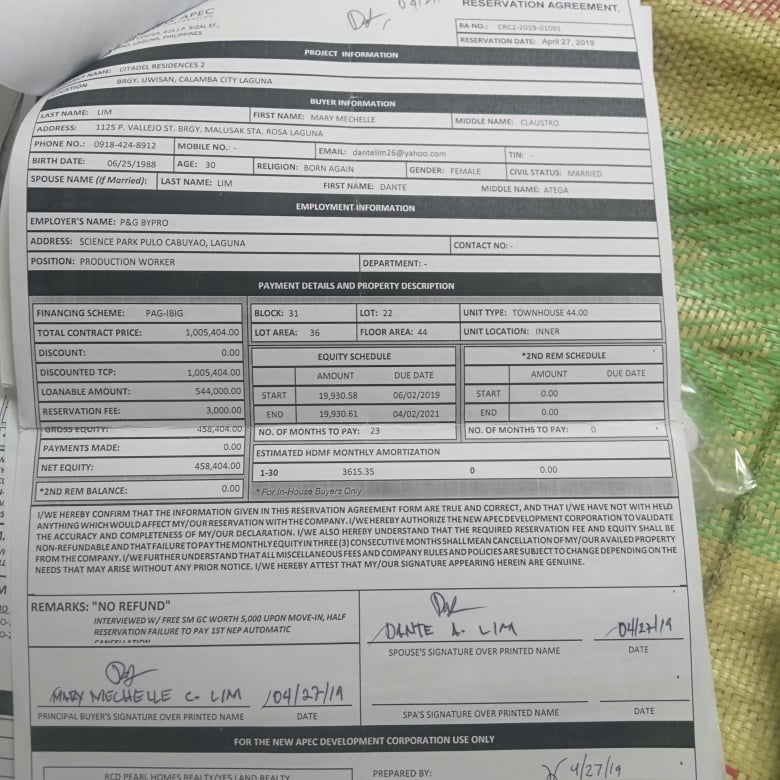 RESERVATION AGREEMENT.
APEC
RIZAL ST.,
LAGUNA, PHILIPPINES
RA NO.: CRC2-2019-01091
RESERVATION DATE: April 27, 2019
PROJECT INFORMATION
NAME: CITADEL RESIDENCES 2
LOCATION BRGY. UWISAN, CALAMBA CITY LAGUNA
BUYER INFORMATION
LAST NAME: LIM FIRST NAME: MARY MECHELLE MIDDLE NAME: CLAUSTRO
ADDRESS: 1125 P. VALLEJO ST. BRGY. MALUSAK STA. ROSA LAGUNA
PHONE NO.: 0918-424-8912 MOBILE NO.: - EMAIL: dantelim26@yahoo.com TIN: -
BIRTH DATE: 06/25/1988 AGE: 30 RELIGION: BORN AGAIN GENDER: FEMALE CIVIL STATUS: MARRIED
SPOUSE NAME (If Married): LAST NAME: LIM FIRST NAME: DANTE MIDDLE NAME: ATEGA
EMPLOYMENT INFORMATION
EMPLOYER'S NAME: P&G BYPRO
ADDRESS: SCIENCE PARK PULO CABUYAO, LAGUNA CONTACT NO: -
POSITION: PRODUCTION WORKER DEPARTMENT: -
PAYMENT DETAILS AND PROPERTY DESCRIPTION
FINANCING SCHEME: PAG-IBIG BLOCK: 31 LOT: 22 UNIT TYPE: TOWNHOUSE 44.00
TOTAL CONTRACT PRICE: 1,005,404.00 LOT AREA: 36 FLOOR AREA: 44 UNIT LOCATION: INNER
DISCOUNT: 0.00 EQUITY SCHEDULE *2ND REM SCHEDULE
DISCOUNTED TCP: 1,005,404.00 AMOUNT DUE DATE AMOUNT DUE DATE
LOANABLE AMOUNT: 544,000.00 START 19,930.58 06/02/2019 START 0.00
RESERVATION FEE: 3,000.00 END 19,930.61 04/02/2021 END 0.00
GROSS EQUITY: 458,404.00 NO. OF MONTHS TO PAY: 23 NO. OF MONTHS TO PAY: 0
PAYMENTS MADE: 0.00 ESTIMATED HDMF MONTHLY AMORTIZATION
NET EQUITY: 458,404.00 1-30 3615.35 0 0.00
*2ND REM BALANCE: 0.00 *For In-House Buyers Only
I/WE HEREBY CONFIRM THAT THE INFORMATION GIVEN IN THIS RESERVATION AGREEMENT FORM ARE TRUE AND CORRECT, AND THAT I/WE HAVE NOT WITH HELD
ANYTHING WHICH WOULD AFFECT MY/OUR RESERVATION WITH THE COMPANY. I/WE HEREBY AUTHORIZE THE NEW APEC DEVELOPMENT CORPORATION TO VALIDATE
THE ACCURACY AND COMPLETENESS OF MY/OUR DECLARATION. I/WE ALSO HEREBY UNDERSTAND THAT THE REQUIRED RESERVATION FEE AND EQUITY SHALL BE
NON-REFUNDABLE AND THAT FAILURE TO PAY THE MONTHLY EQUITY IN THREE (3) CONSECUTIVE MONTHS SHALL MEAN CANCELLATION OF MY/OUR AVAILED PROPERTY
FROM THE COMPANY. I/WE FURTHER UNDERSTAND THAT ALL MISCELLANEOUS FEES AND COMPANY RULES AND POLICIES ARE SUBJECT TO CHANGE DEPENDING ON THE
NEEDS THAT MAY ARISE WITHOUT ANY PRIOR NOTICE. I/WE HEREBY ATTEST THAT MY/OUR SIGNATURE APPEARING HEREIN ARE GENUINE.
REMARKS: "NO REFUND"
INTERVIEWED W/ FREE SM GC WORTH 5,000 UPON MOVE-IN, HALF
RESERVATION FAILURE TO PAY 1ST NEP AUTOMATIC
CANCELLATION
DANTE A. LIM 04/27/19
SPOUSE'S SIGNATURE OVER PRINTED NAME DATE
MARY MECHELLE C. LIM 04/27/19
PRINCIPAL BUYER'S SIGNATURE OVER PRINTED NAME DATE
SPA'S SIGNATURE OVER PRINTED NAME DATE
FOR THE NEW APEC DEVELOPMENT CORPORATION USE ONLY
RCD PEARL HOMES REALTY/YES LAND REALTY PREPARED BY: 4/27/19